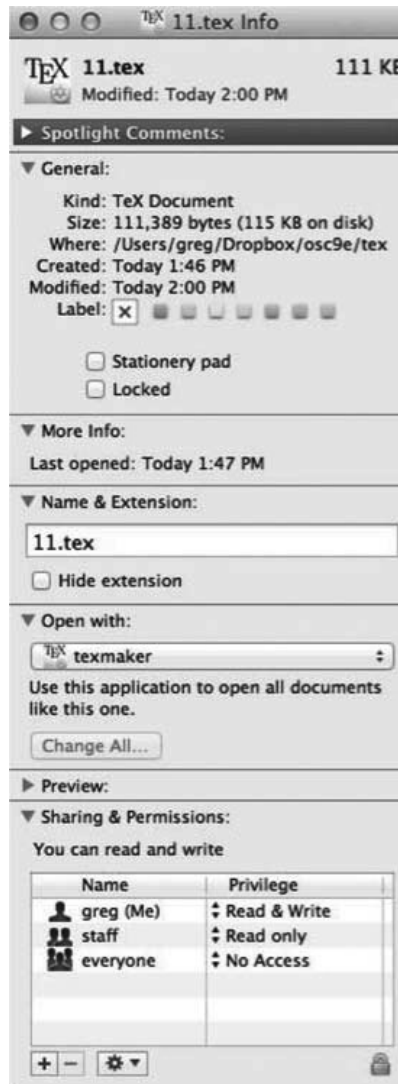 TEX 11.tex Info
TEX 11.tex 111 KB
Modified: Today 2:00 PM
Spotlight Comments:
General:
Kind: TeX Document
Size: 111,389 bytes (115 KB on disk)
Where: /Users/greg/Dropbox/osc9e/tex
Created: Today 1:46 PM
Modified: Today 2:00 PM
Label: x
Stationery pad
Locked
More Info:
Last opened: Today 1:47 PM
Name & Extension:
11.tex
Hide extension
Open with:
TEX texmaker
Use this application to open all documents
like this one.
Change All...
Preview:
Sharing & Permissions:
You can read and write
Name Privilege
greg (Me) Read & Write
staff Read only
everyone No Access